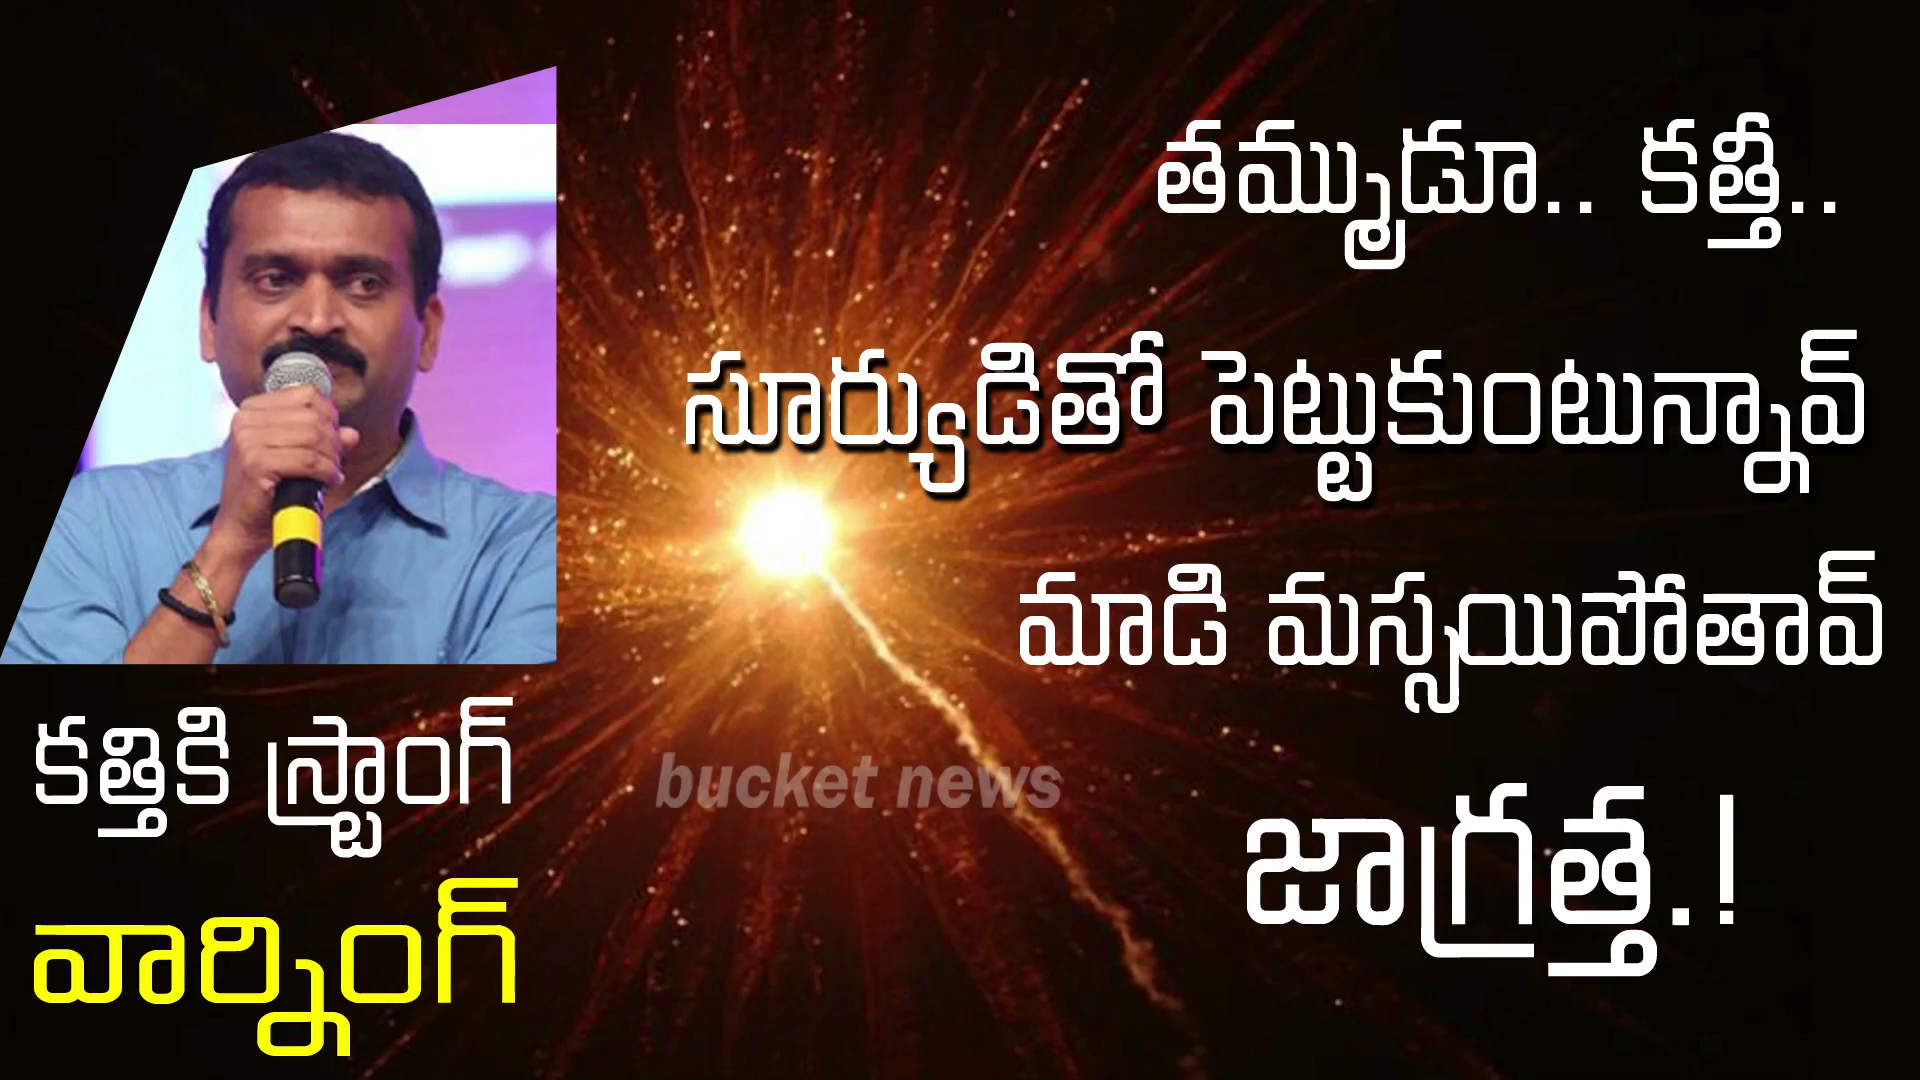 తమ్ముడూ.. కత్తీ..
సూర్యుడితో పెట్టుకుంటున్నావ్
మాడి మస్సయిపోతావ్
జాగ్రత్త.!
కత్తికి స్ట్రాంగ్
వార్నింగ్
bucket news